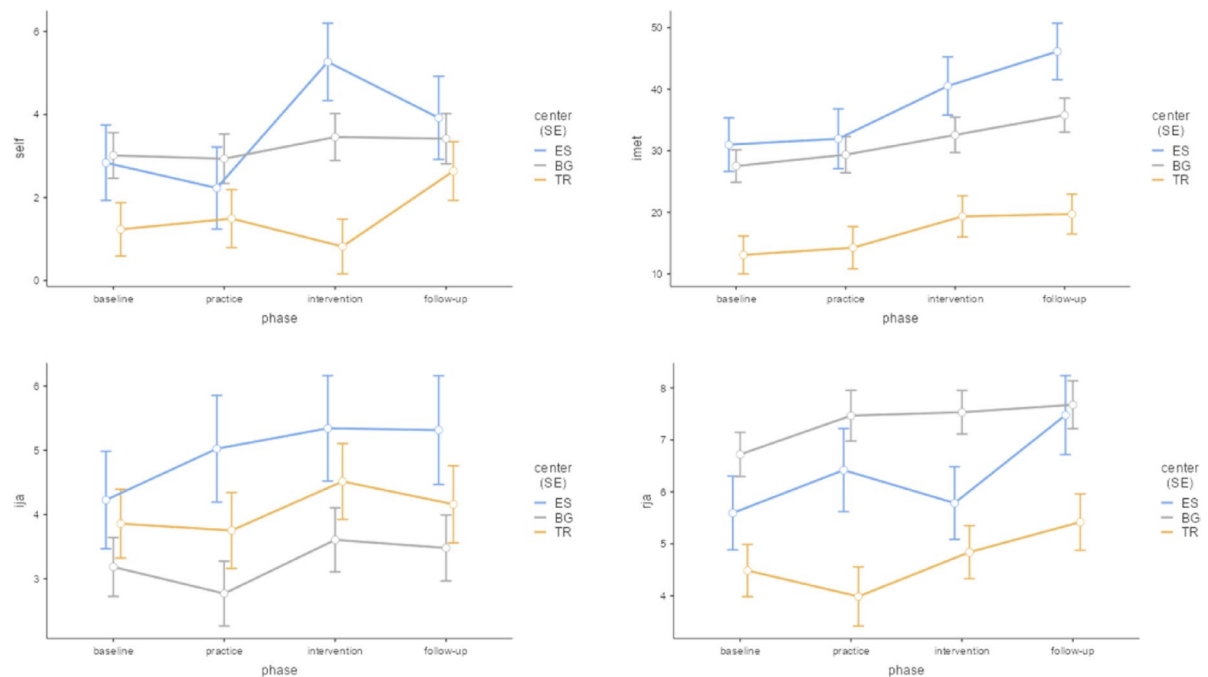 self
6
4
2
0
baseline practice intervention follow-up
phase
center
(SE)
ES
BG
TR
imet
50
40
30
20
10
baseline practice intervention follow-up
phase
center
(SE)
ES
BG
TR
ija
6
5
4
3
baseline practice intervention follow-up
phase
center
(SE)
ES
BG
TR
rja
8
7
6
5
4
baseline practice intervention follow-up
phase
center
(SE)
ES
BG
TR